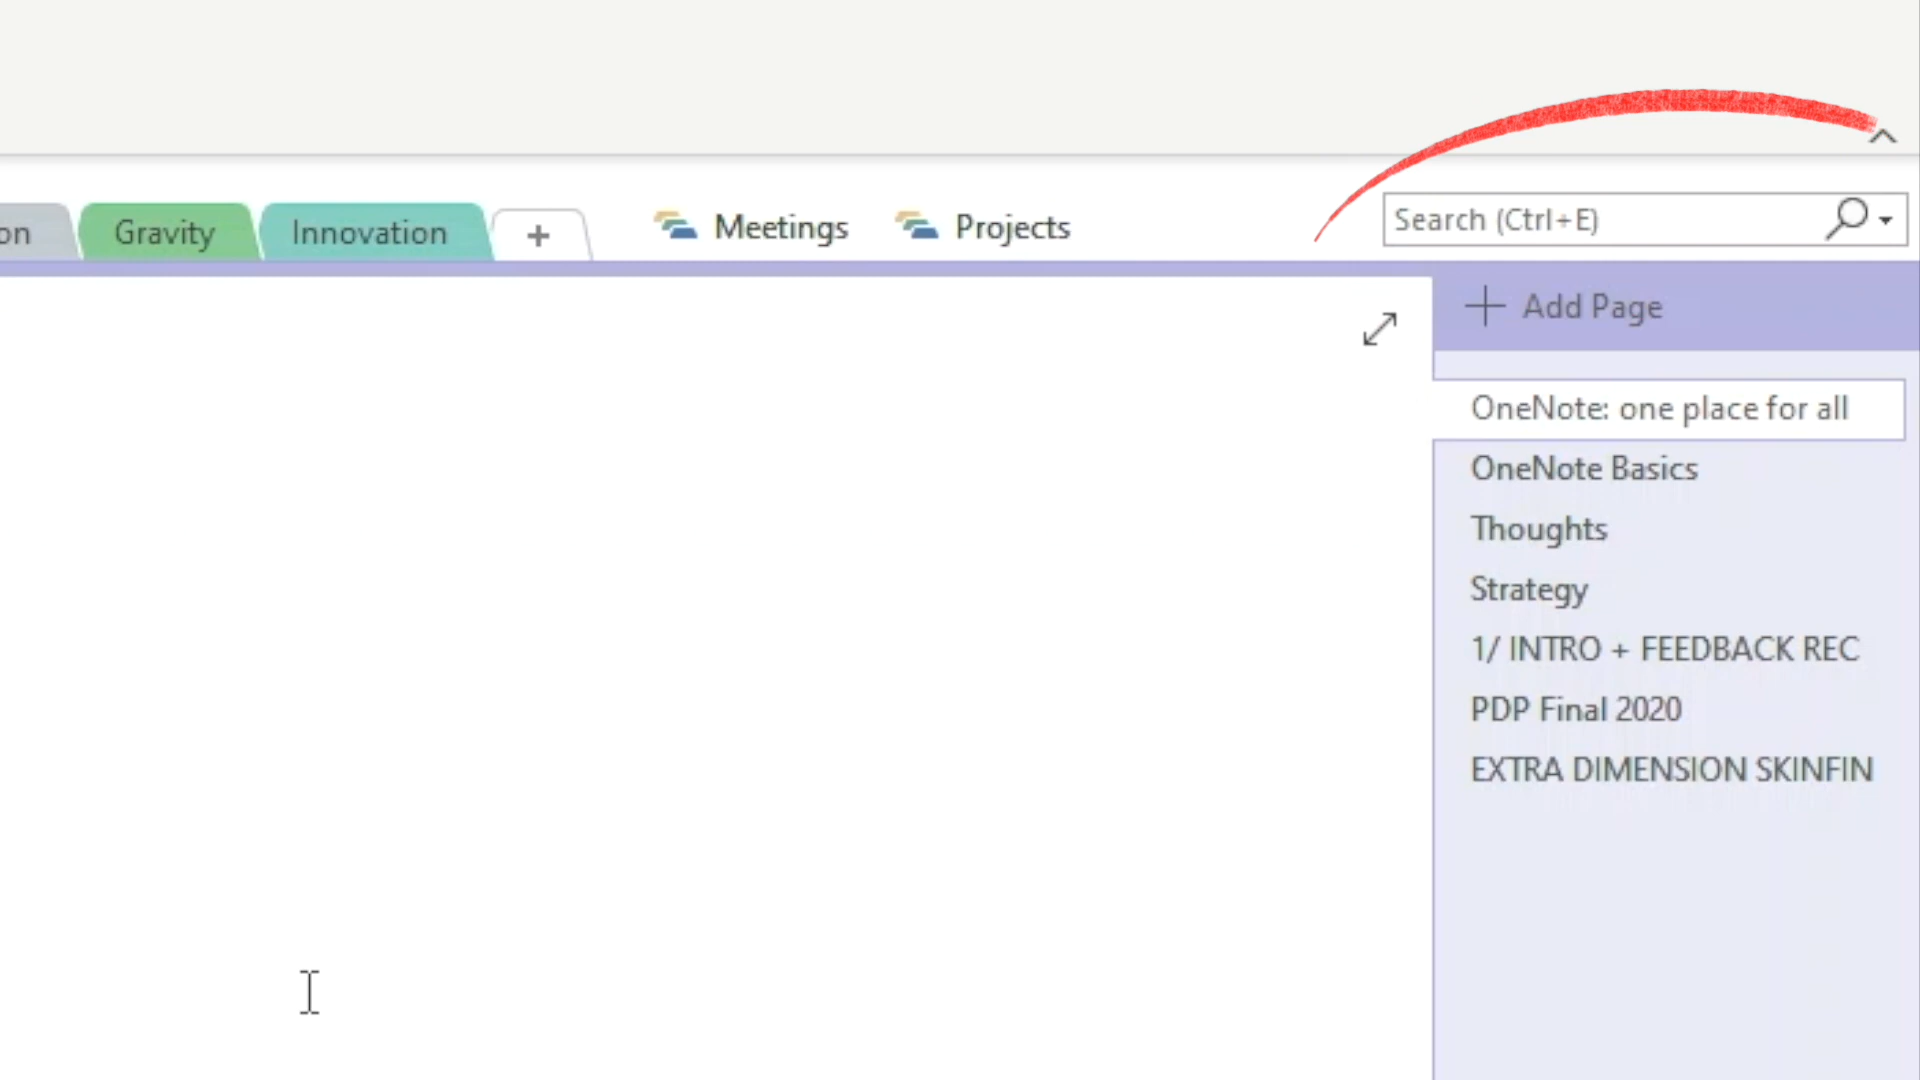 on Gravity Innovation + Meetings Projects Search (Ctrl+E)
Add Page
OneNote: one place for all
OneNote Basics
Thoughts
Strategy
1/ INTRO + FEEDBACK REC
PDP Final 2020
EXTRA DIMENSION SKINFIN